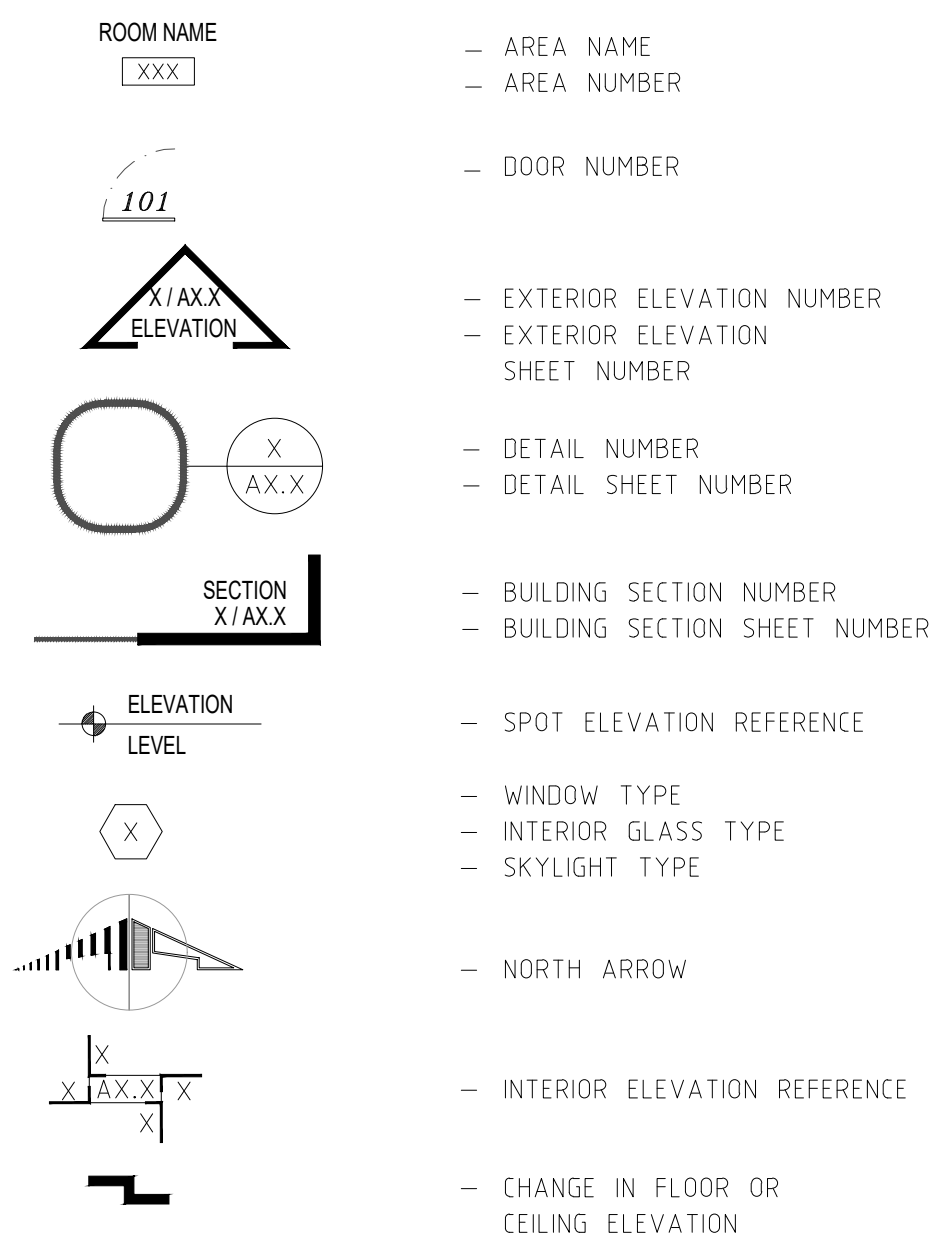 ROOM NAME
XXX
— AREA NAME
— AREA NUMBER
101
— DOOR NUMBER
X / AX.X
ELEVATION
— EXTERIOR ELEVATION NUMBER
— EXTERIOR ELEVATION
SHEET NUMBER
X
AX.X
— DETAIL NUMBER
— DETAIL SHEET NUMBER
SECTION
X / AX.X
— BUILDING SECTION NUMBER
— BUILDING SECTION SHEET NUMBER
ELEVATION
LEVEL
— SPOT ELEVATION REFERENCE
X
— WINDOW TYPE
— INTERIOR GLASS TYPE
— SKYLIGHT TYPE
— NORTH ARROW
X
X AX.X X
X
— INTERIOR ELEVATION REFERENCE
— CHANGE IN FLOOR OR
CEILING ELEVATION